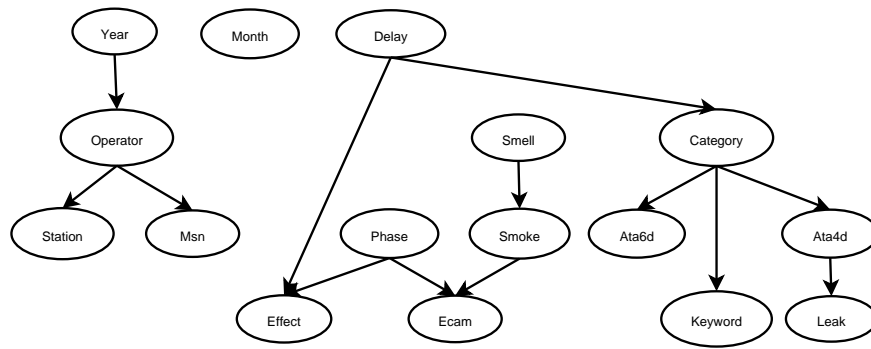 Year
Month
Delay
Operator
Smell
Category
Station
Msn
Phase
Smoke
Ata6d
Ata4d
Effect
Ecam
Keyword
Leak